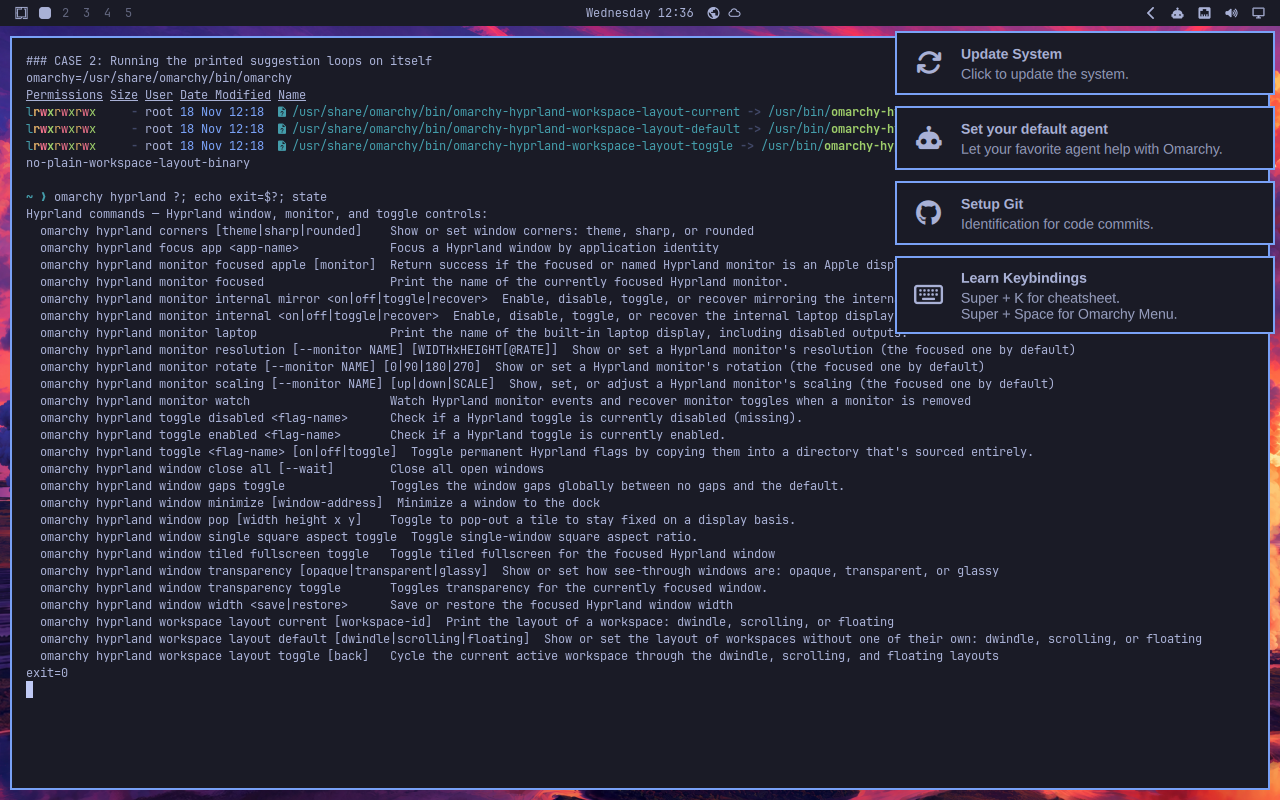 2 3 4 5 Wednesday 12:36
### CASE 2: Running the printed suggestion loops on itself
omarchy=/usr/share/omarchy/bin/omarchy
Permissions Size User Date Modified Name
lrwxrwxrwx - root 18 Nov 12:18 /usr/share/omarchy/bin/omarchy-hyprland-workspace-layout-current -> /usr/bin/omarchy-h
lrwxrwxrwx - root 18 Nov 12:18 /usr/share/omarchy/bin/omarchy-hyprland-workspace-layout-default -> /usr/bin/omarchy-h
lrwxrwxrwx - root 18 Nov 12:18 /usr/share/omarchy/bin/omarchy-hyprland-workspace-layout-toggle -> /usr/bin/omarchy-hy
no-plain-workspace-layout-binary
~ ❯ omarchy hyprland ?; echo exit=$?; state
Hyprland commands — Hyprland window, monitor, and toggle controls:
omarchy hyprland corners [theme|sharp|rounded] Show or set window corners: theme, sharp, or rounded
omarchy hyprland focus app <app-name> Focus a Hyprland window by application identity
omarchy hyprland monitor focused apple [monitor] Return success if the focused or named Hyprland monitor is an Apple disp
omarchy hyprland monitor focused Print the name of the currently focused Hyprland monitor.
omarchy hyprland monitor internal mirror <on|off|toggle|recover> Enable, disable, toggle, or recover mirroring the intern
omarchy hyprland monitor internal <on|off|toggle|recover> Enable, disable, toggle, or recover the internal laptop display
omarchy hyprland monitor laptop Print the name of the built-in laptop display, including disabled outputs.
omarchy hyprland monitor resolution [--monitor NAME] [WIDTHxHEIGHT[@RATE]] Show or set a Hyprland monitor's resolution (the focused one by default)
omarchy hyprland monitor rotate [--monitor NAME] [0|90|180|270] Show or set a Hyprland monitor's rotation (the focused one by default)
omarchy hyprland monitor scaling [--monitor NAME] [up|down|SCALE] Show, set, or adjust a Hyprland monitor's scaling (the focused one by default)
omarchy hyprland monitor watch Watch Hyprland monitor events and recover monitor toggles when a monitor is removed
omarchy hyprland toggle disabled <flag-name> Check if a Hyprland toggle is currently disabled (missing).
omarchy hyprland toggle enabled <flag-name> Check if a Hyprland toggle is currently enabled.
omarchy hyprland toggle <flag-name> [on|off|toggle] Toggle permanent Hyprland flags by copying them into a directory that's sourced entirely.
omarchy hyprland window close all [--wait] Close all open windows
omarchy hyprland window gaps toggle Toggles the window gaps globally between no gaps and the default.
omarchy hyprland window minimize [window-address] Minimize a window to the dock
omarchy hyprland window pop [width height x y] Toggle to pop-out a tile to stay fixed on a display basis.
omarchy hyprland window single square aspect toggle Toggle single-window square aspect ratio.
omarchy hyprland window tiled fullscreen toggle Toggle tiled fullscreen for the focused Hyprland window
omarchy hyprland window transparency [opaque|transparent|glassy] Show or set how see-through windows are: opaque, transparent, or glassy
omarchy hyprland window transparency toggle Toggles transparency for the currently focused window.
omarchy hyprland window width <save|restore> Save or restore the focused Hyprland window width
omarchy hyprland workspace layout current [workspace-id] Print the layout of a workspace: dwindle, scrolling, or floating
omarchy hyprland workspace layout default [dwindle|scrolling|floating] Show or set the layout of workspaces without one of their own: dwindle, scrolling, or floating
omarchy hyprland workspace layout toggle [back] Cycle the current active workspace through the dwindle, scrolling, and floating layouts
exit=0
Update System
Click to update the system.
Set your default agent
Let your favorite agent help with Omarchy.
Setup Git
Identification for code commits.
Learn Keybindings
Super + K for cheatsheet.
Super + Space for Omarchy Menu.